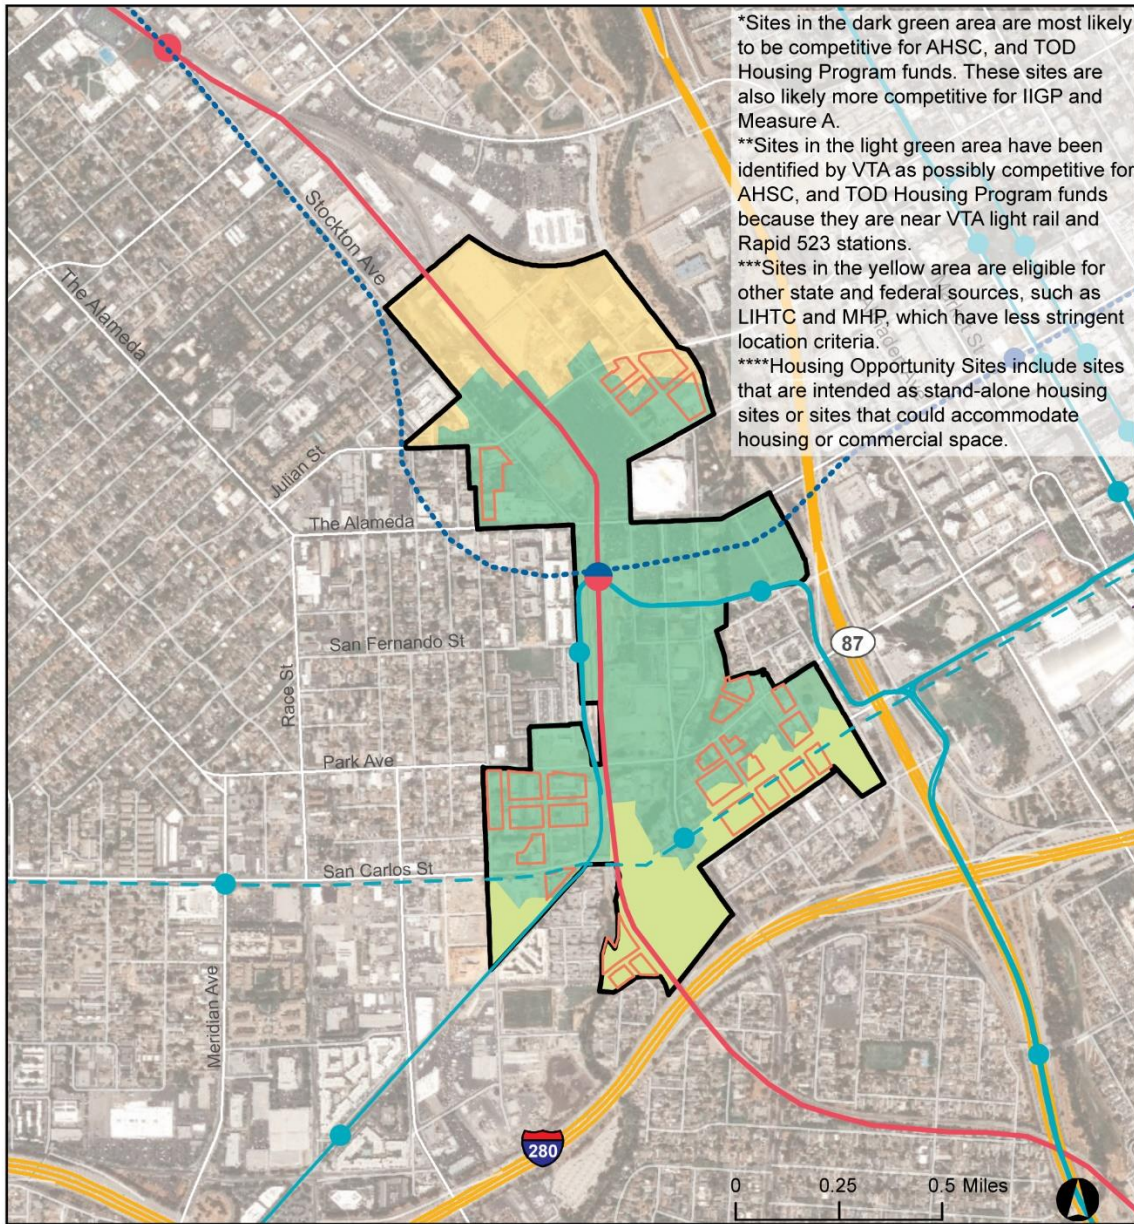 *Sites in the dark green area are most likely
to be competitive for AHSC, and TOD
Housing Program funds. These sites are
also likely more competitive for IIGP and
Measure A.
**Sites in the light green area have been
identified by VTA as possibly competitive for
AHSC, and TOD Housing Program funds
because they are near VTA light rail and
Rapid 523 stations.
***Sites in the yellow area are eligible for
other state and federal sources, such as
LIHTC and MHP, which have less stringent
location criteria.
****Housing Opportunity Sites include sites
that are intended as stand-alone housing
sites or sites that could accommodate
housing or commercial space.
Stockton Ave
The Alameda
Julian St
The Alameda
San Fernando St
87
Race St
Park Ave
San Carlos St
Meridian Ave
280
0 0.25 0.5 Miles